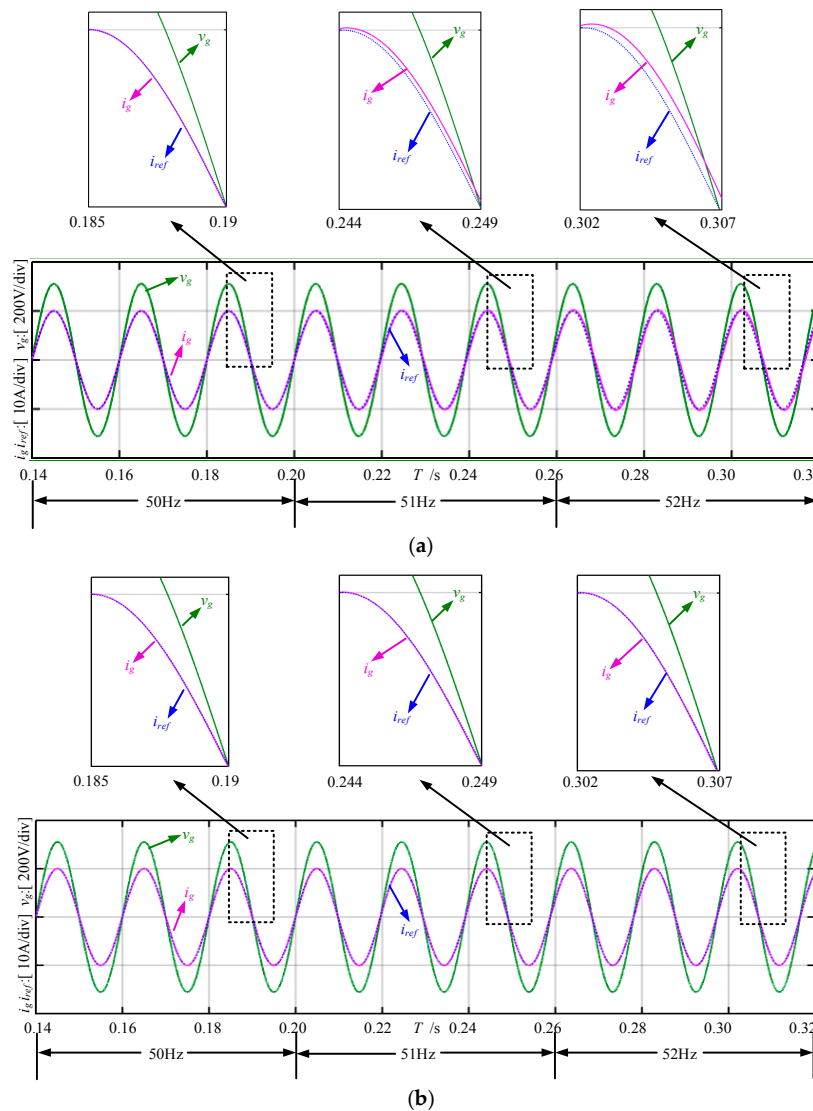 v_g
i_g
i_ref
0.185 0.19
v_g
i_g
i_ref
0.244 0.249
v_g
i_g
i_ref
0.302 0.307
i_g i_ref:[ 10A/div] v_g:[ 200V/div]
v_g
i_g
i_ref
0.14 0.16 0.18 0.20 0.22 T /s 0.24 0.26 0.28 0.30 0.3
50Hz 51Hz 52Hz
(a)
v_g
i_g
i_ref
0.185 0.19
v_g
i_g
i_ref
0.244 0.249
v_g
i_g
i_ref
0.302 0.307
i_g i_ref:[ 10A/div] v_g:[ 200V/div]
v_g
i_g
i_ref
0.14 0.16 0.18 0.20 0.22 T /s 0.24 0.26 0.28 0.30 0.32
50Hz 51Hz 52Hz
(b)